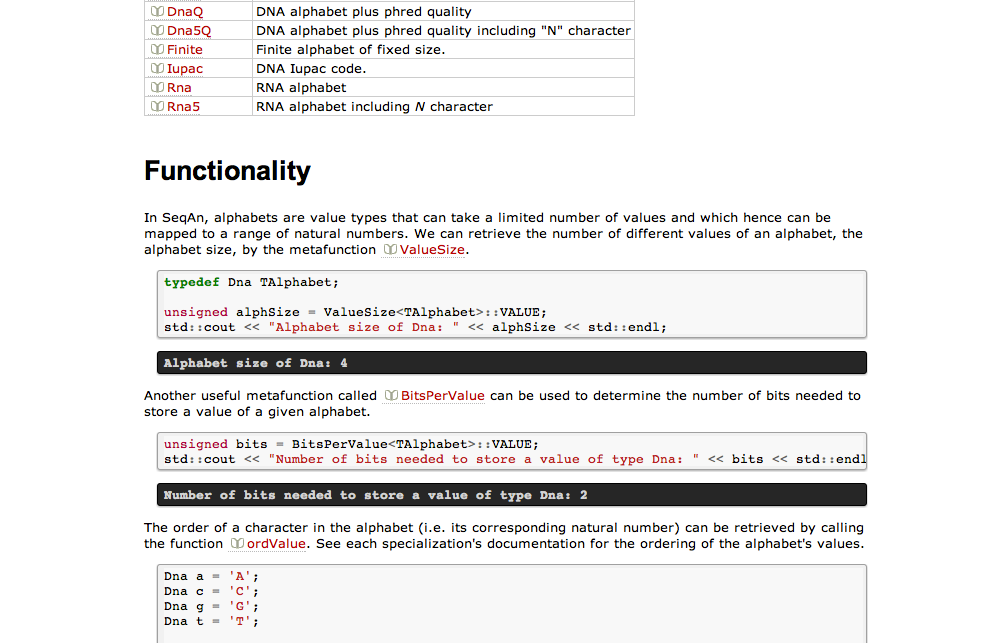 DnaQ DNA alphabet plus phred quality
Dna5Q DNA alphabet plus phred quality including "N" character
Finite Finite alphabet of fixed size.
Iupac DNA Iupac code.
Rna RNA alphabet
Rna5 RNA alphabet including N character
Functionality
In SeqAn, alphabets are value types that can take a limited number of values and which hence can be
mapped to a range of natural numbers. We can retrieve the number of different values of an alphabet, the
alphabet size, by the metafunction ValueSize.
typedef Dna TAlphabet;
unsigned alphSize = ValueSize<TAlphabet>::VALUE;
std::cout << "Alphabet size of Dna: " << alphSize << std::endl;
Alphabet size of Dna: 4
Another useful metafunction called BitsPerValue can be used to determine the number of bits needed to
store a value of a given alphabet.
unsigned bits = BitsPerValue<TAlphabet>::VALUE;
std::cout << "Number of bits needed to store a value of type Dna: " << bits << std::endl
Number of bits needed to store a value of type Dna: 2
The order of a character in the alphabet (i.e. its corresponding natural number) can be retrieved by calling
the function ordValue. See each specialization's documentation for the ordering of the alphabet's values.
Dna a = 'A';
Dna c = 'C';
Dna g = 'G';
Dna t = 'T';